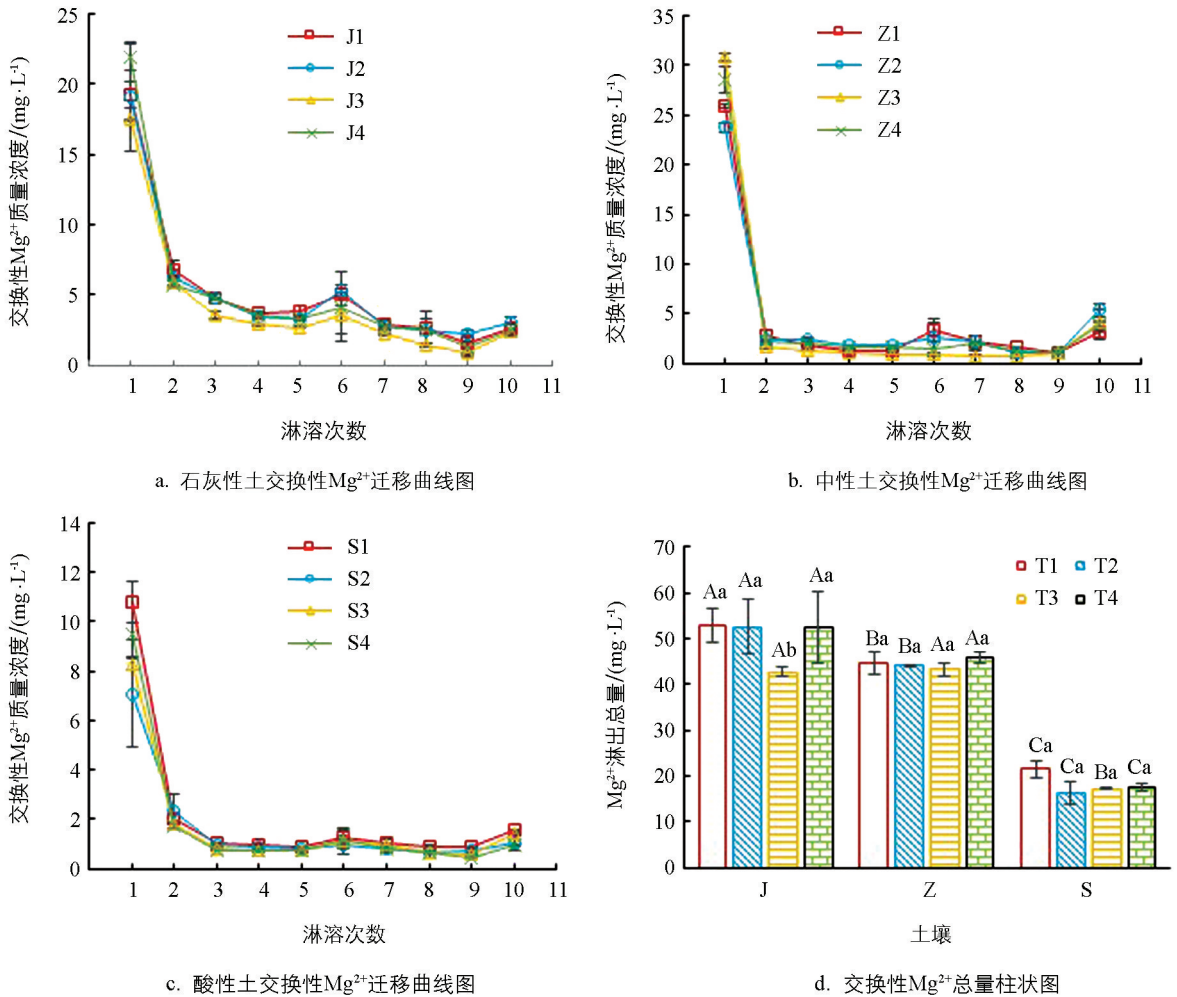 25
20
15
10
5
0
交换性Mg²⁺质量浓度/(mg·L⁻¹)
J1
J2
J3
J4
1 2 3 4 5 6 7 8 9 10 11
淋溶次数
a. 石灰性土交换性Mg²⁺迁移曲线图
35
30
25
20
15
10
5
0
交换性Mg²⁺质量浓度/(mg·L⁻¹)
Z1
Z2
Z3
Z4
1 2 3 4 5 6 7 8 9 10 11
淋溶次数
b. 中性土交换性Mg²⁺迁移曲线图
14
12
10
8
6
4
2
0
交换性Mg²⁺质量浓度/(mg·L⁻¹)
S1
S2
S3
S4
1 2 3 4 5 6 7 8 9 10 11
淋溶次数
c. 酸性土交换性Mg²⁺迁移曲线图
70
60
50
40
30
20
10
0
Mg²⁺淋出总量/(mg·L⁻¹)
T1 T2
T3 T4
Aa Aa Ab Aa
Ba Ba Aa Aa
Ca Ca Ba Ca
J Z S
土壤
d. 交换性Mg²⁺总量柱状图